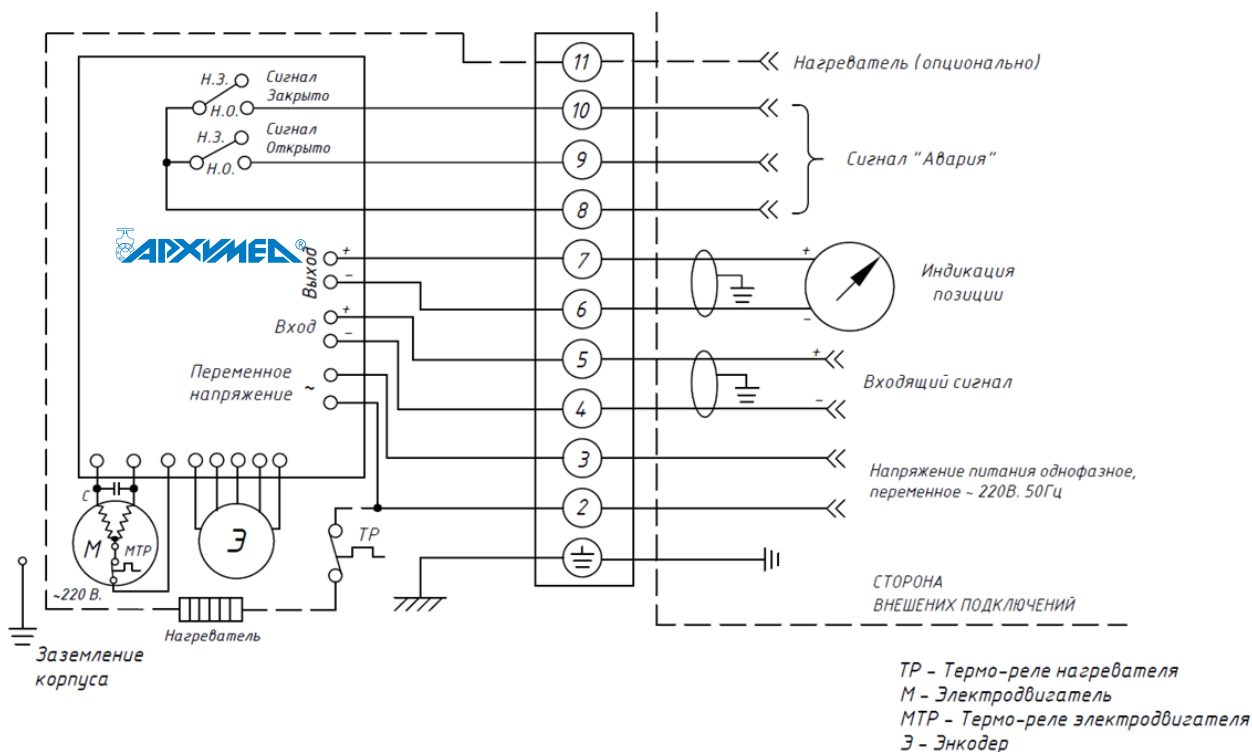 11
Нагреватель (опционально)
Н.З.
Сигнал
Закрыто
Н.О.
10
Н.З.
Сигнал
Открыто
Н.О.
9
Сигнал "Авария"
8
АРХИМЕД®
Выход
+
−
7
+
−
Индикация
позиции
6
Вход
+
−
5
+
−
Входящий сигнал
4
Переменное
напряжение ~
3
Напряжение питания однофазное,
переменное ~ 220В. 50Гц
2
С
М
МТР
Э
ТР
~220 В.
Нагреватель
Заземление
корпуса
СТОРОНА
ВНЕШЕНИХ ПОДКЛЮЧЕНИЙ
ТР - Термо-реле нагревателя
М - Электродвигатель
МТР - Термо-реле электродвигателя
Э - Энкодер